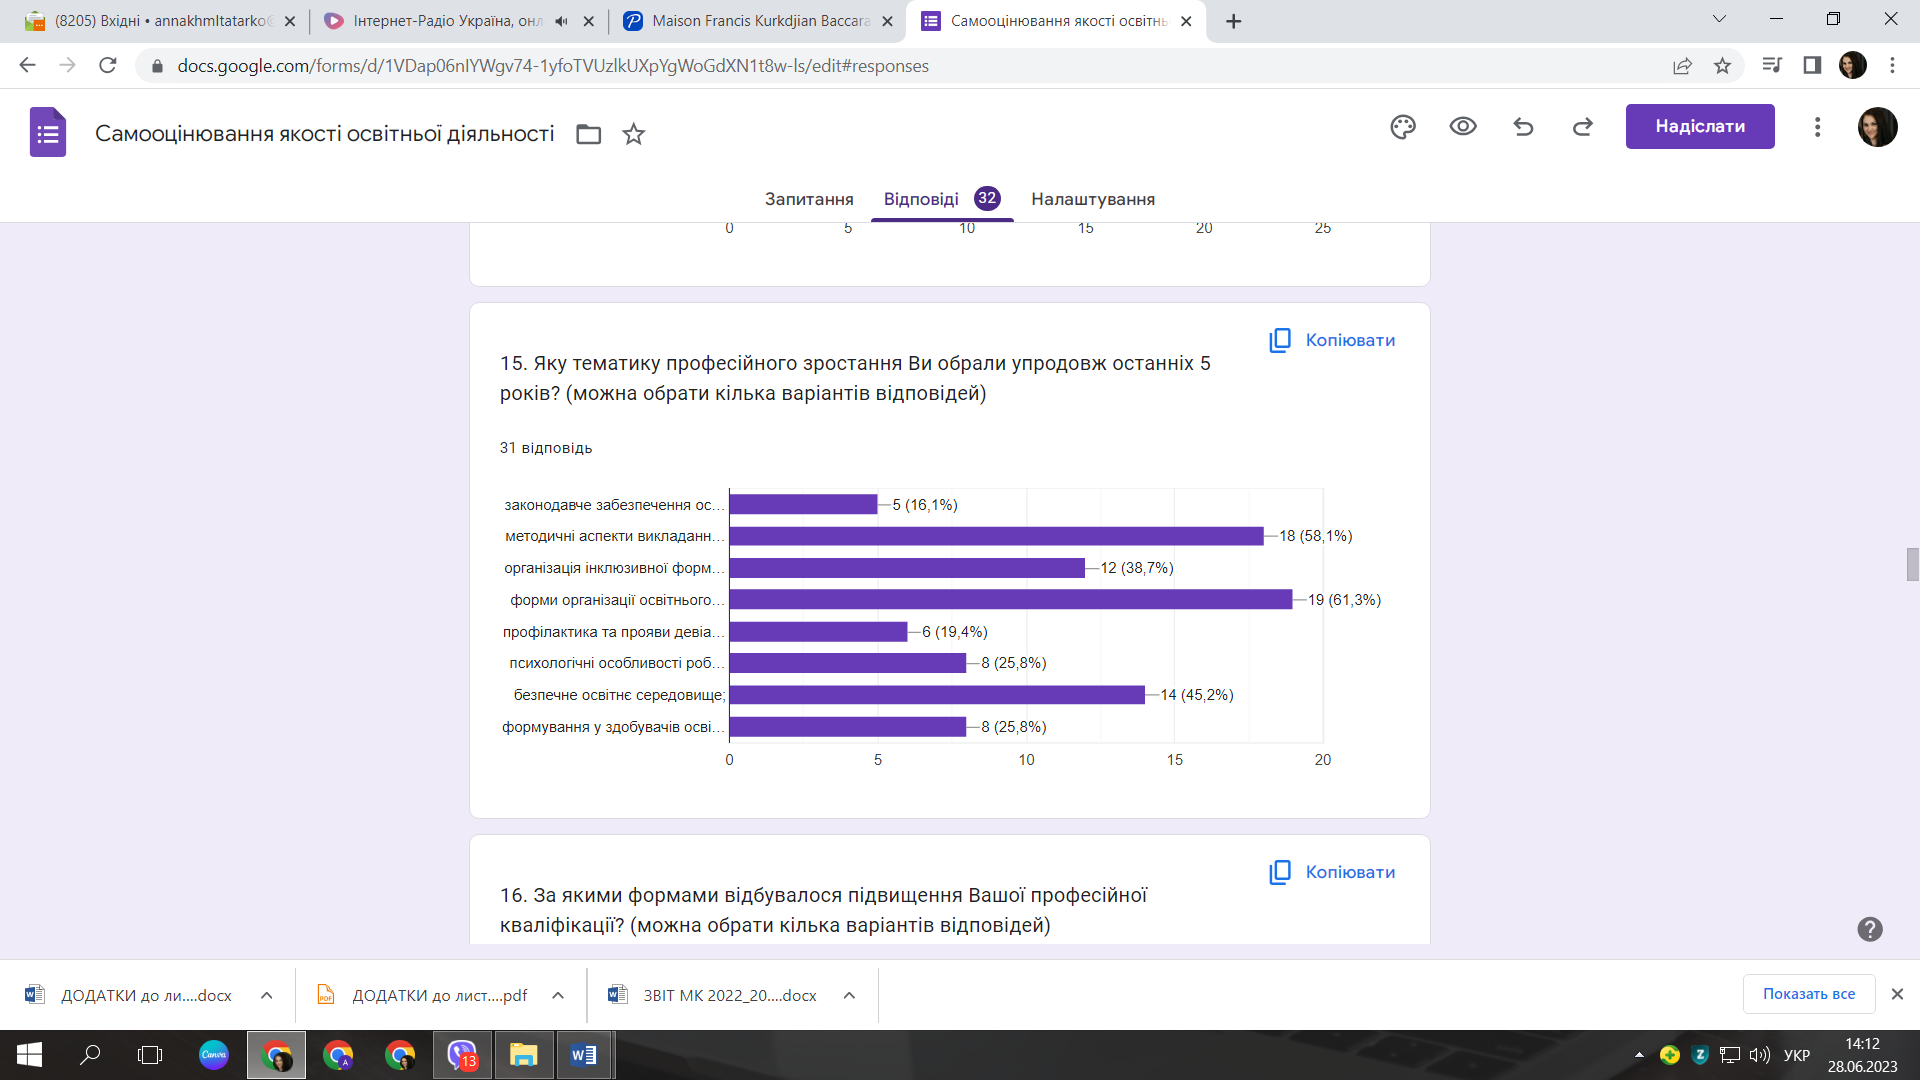 (8205) Вхідні • annakhmltatarko@
Інтернет-Радіо Україна, онл
Maison Francis Kurkdjian Baccara
Самооцінювання якості освітнь
docs.google.com/forms/d/1VDap06nIYWgv74-1yfoTVUzlkUXpYgWoGdXN1t8w-ls/edit#responses
Самооцінювання якості освітньої діяльності
Надіслати
Запитання
Відповіді 32
Налаштування
0 5 10 15 20 25
Копіювати
15. Яку тематику професійного зростання Ви обрали упродовж останніх 5
років? (можна обрати кілька варіантів відповідей)
31 відповідь
законодавче забезпечення ос… 5 (16,1%)
методичні аспекти викладанн… 18 (58,1%)
організація інклюзивної форм… 12 (38,7%)
форми організації освітнього… 19 (61,3%)
профілактика та прояви девіа… 6 (19,4%)
психологічні особливості роб… 8 (25,8%)
безпечне освітнє середовище; 14 (45,2%)
формування у здобувачів осві… 8 (25,8%)
0 5 10 15 20
Копіювати
16. За якими формами відбувалося підвищення Вашої професійної
кваліфікації? (можна обрати кілька варіантів відповідей)
ДОДАТКИ до ли....docx
PDF
ДОДАТКИ до лист....pdf
ЗВІТ МК 2022_20....docx
Показать все
Canva
A
13
Z
УКР
14:12
28.06.2023